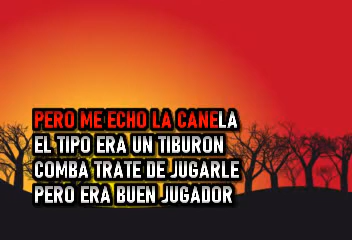 PERO ME ECHO LA CANELA
EL TIPO ERA UN TIBURON
COMBA TRATE DE JUGARLE
PERO ERA BUEN JUGADOR